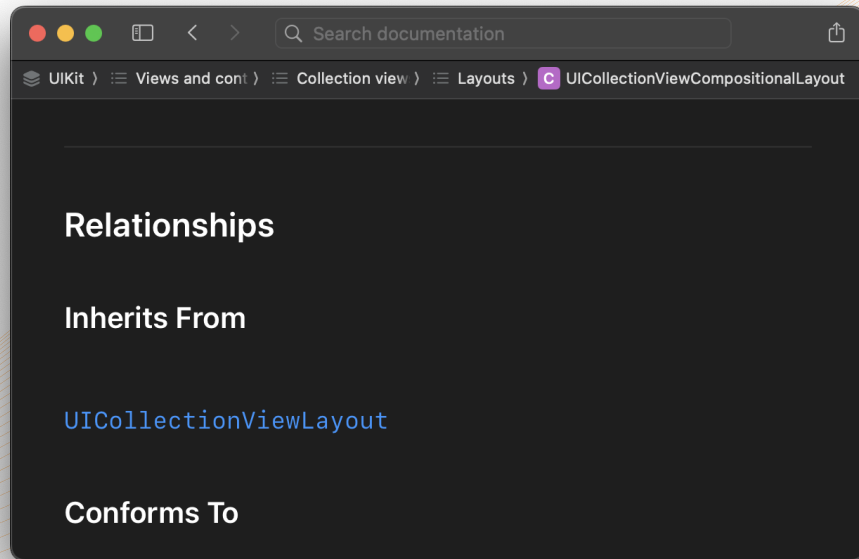 Search documentation
UIKit 〉 Views and cont 〉 Collection view 〉 Layouts 〉 C UICollectionViewCompositionalLayout
Relationships
Inherits From
UICollectionViewLayout
Conforms To